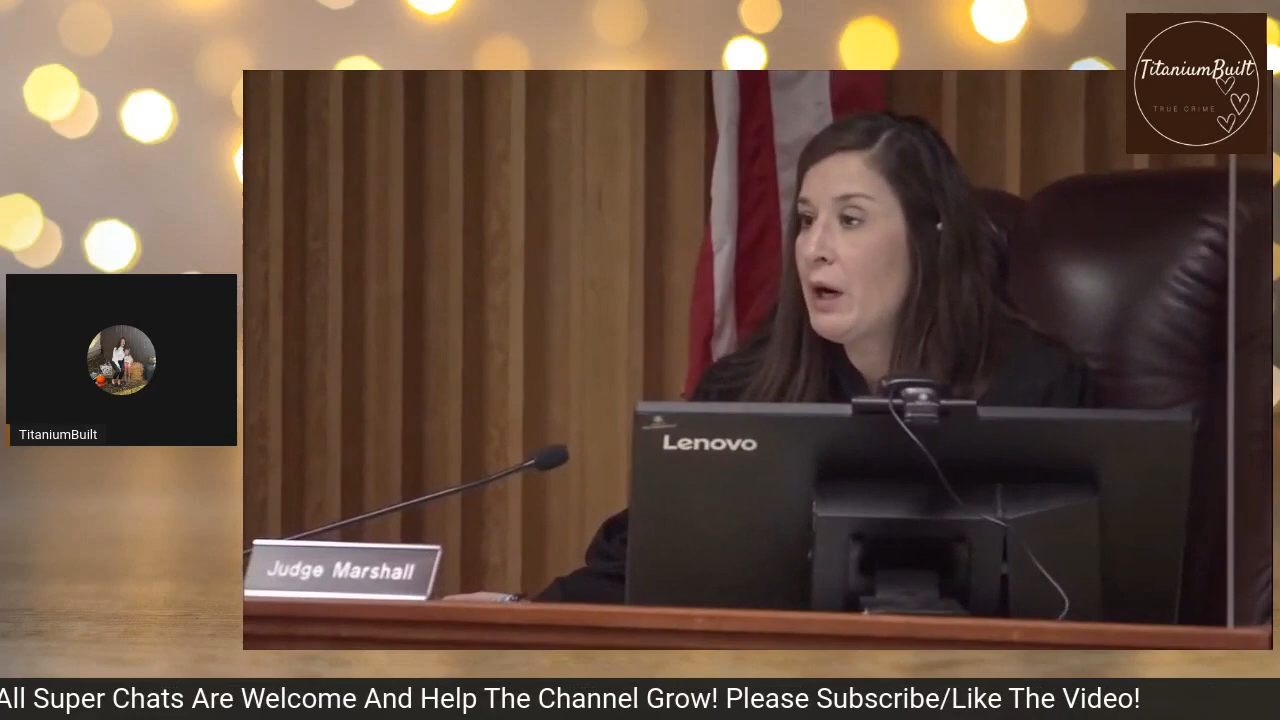 TitaniumBuilt
TRUE CRIME
Lenovo
TitaniumBuilt
Judge Marshall
All Super Chats Are Welcome And Help The Channel Grow! Please Subscribe/Like The Video!